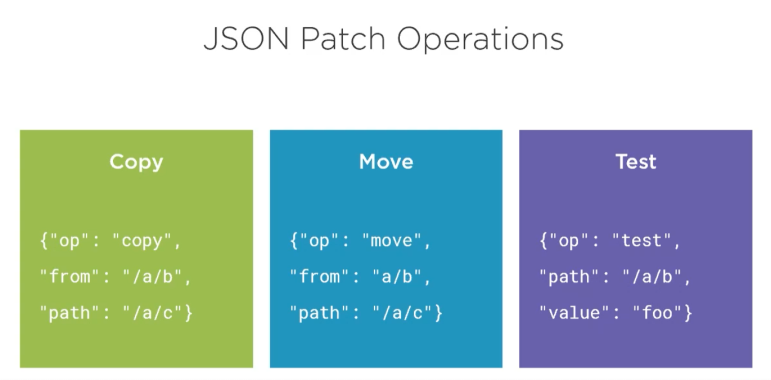 JSON Patch Operations
Copy
{"op": "copy",
"from": "/a/b",
"path": "/a/c"}
Move
{"op": "move",
"from": "a/b",
"path": "/a/c"}
Test
{"op": "test",
"path": "/a/b",
"value": "foo"}